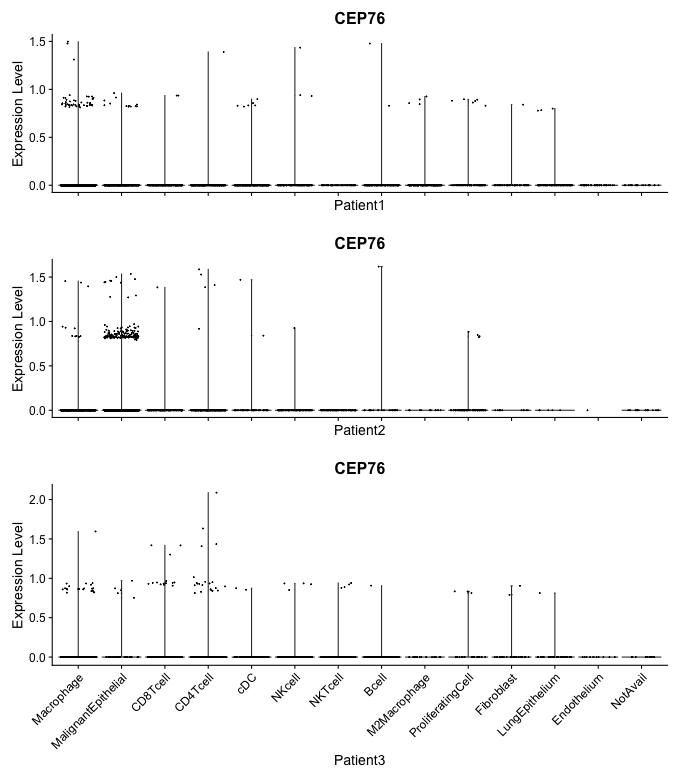 CEP76
Expression Level
1.5
1.0
0.5
0.0
Patient1
CEP76
Expression Level
1.5
1.0
0.5
0.0
Patient2
CEP76
Expression Level
2.0
1.5
1.0
0.5
0.0
Macrophage
MalignantEpithelial
CD8Tcell
CD4Tcell
cDC
NKcell
NKTcell
Bcell
M2Macrophage
ProliferatingCell
Fibroblast
LungEpithelium
Endothelium
NotAvail
Patient3